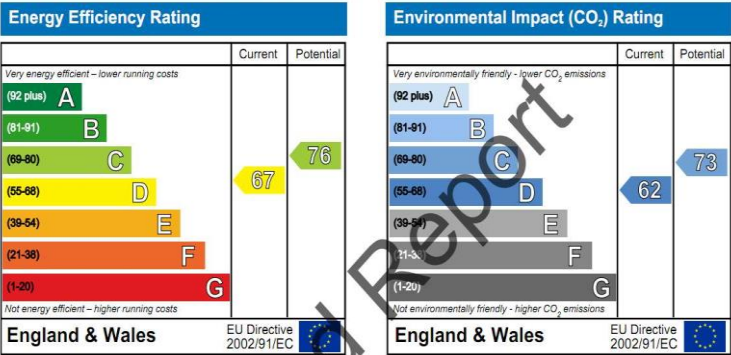 Energy Efficiency Rating
Current Potential
Very energy efficient – lower running costs
(92 plus) A
(81-91) B
(69-80) C
76
(55-68) D
67
(39-54) E
(21-38) F
(1-20) G
Not energy efficient – higher running costs
England & Wales
EU Directive
2002/91/EC
Environmental Impact (CO₂) Rating
Current Potential
Very environmentally friendly - lower CO₂ emissions
(92 plus) A
(81-91) B
(69-80) C
73
(55-68) D
62
(39-54) E
(21-38) F
(1-20) G
Not environmentally friendly - higher CO₂ emissions
England & Wales
EU Directive
2002/91/EC
Report